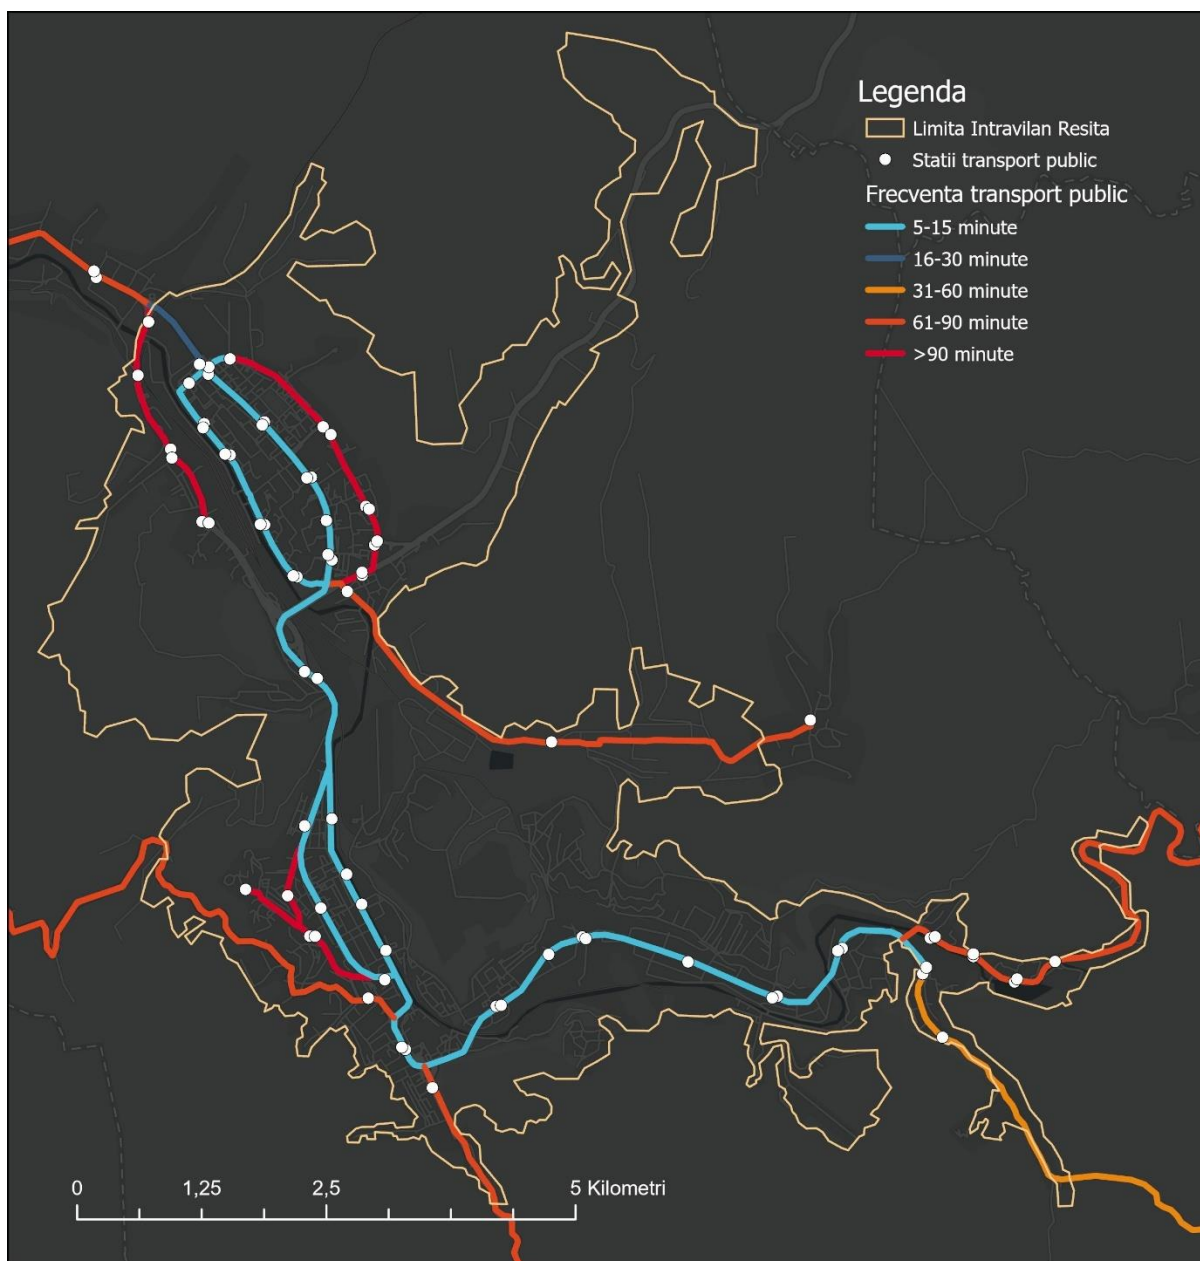 Legenda
Limita Intravilan Resita
Statii transport public
Frecventa transport public
5-15 minute
16-30 minute
31-60 minute
61-90 minute
>90 minute
0 1,25 2,5 5 Kilometri